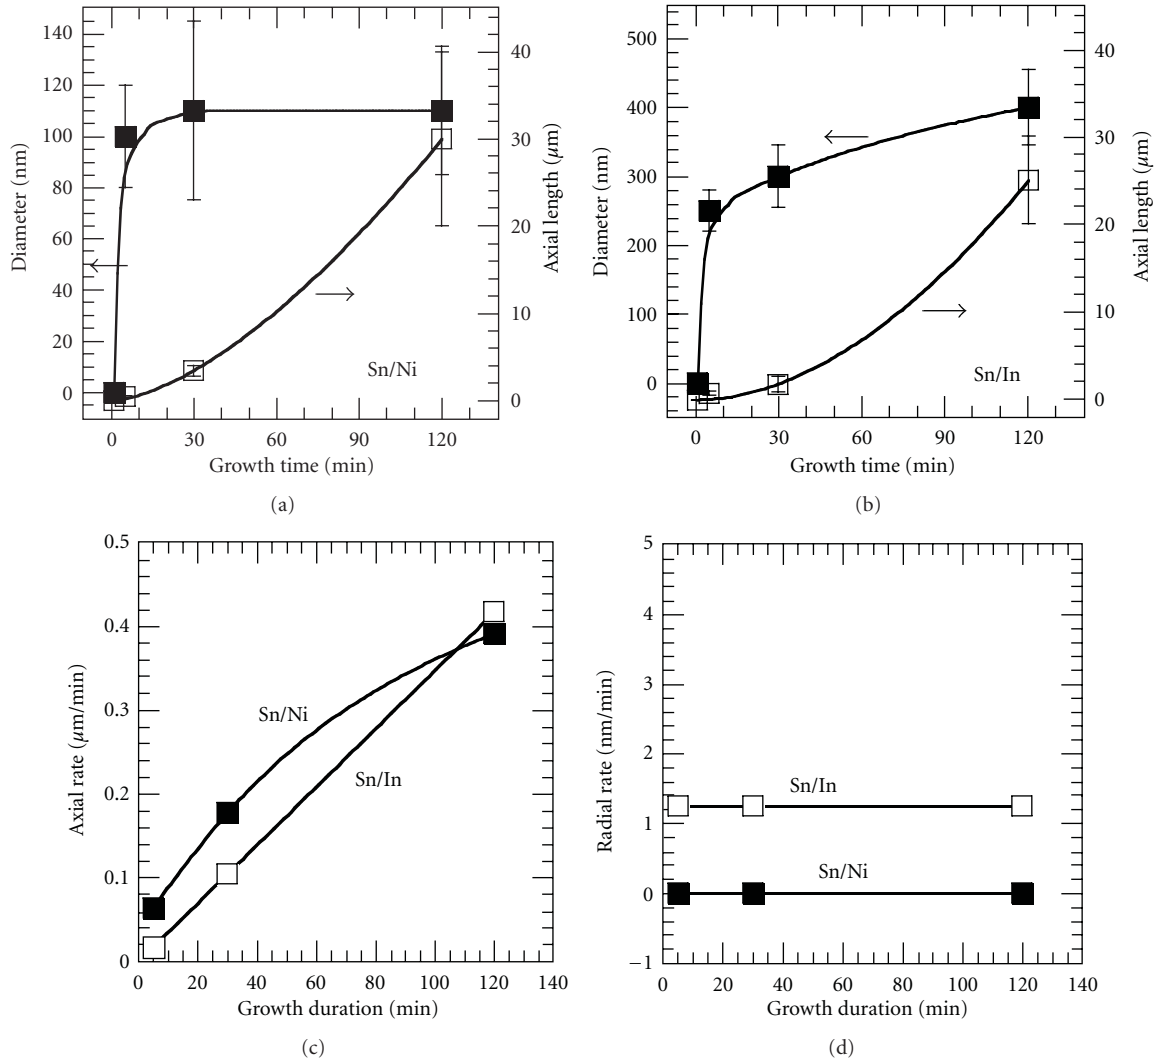 140
120
100
80
60
40
20
0
Diameter (nm)
40
30
20
10
0
Axial length (μm)
Sn/Ni
0 30 60 90 120
Growth time (min)
(a)
500
400
300
200
100
0
Diameter (nm)
40
30
20
10
0
Axial length (μm)
Sn/In
0 30 60 90 120
Growth time (min)
(b)
0.5
0.4
0.3
0.2
0.1
0
Axial rate (μm/min)
Sn/Ni
Sn/In
0 20 40 60 80 100 120 140
Growth duration (min)
(c)
5
4
3
2
1
0
−1
Radial rate (nm/min)
Sn/In
Sn/Ni
0 20 40 60 80 100 120 140
Growth duration (min)
(d)